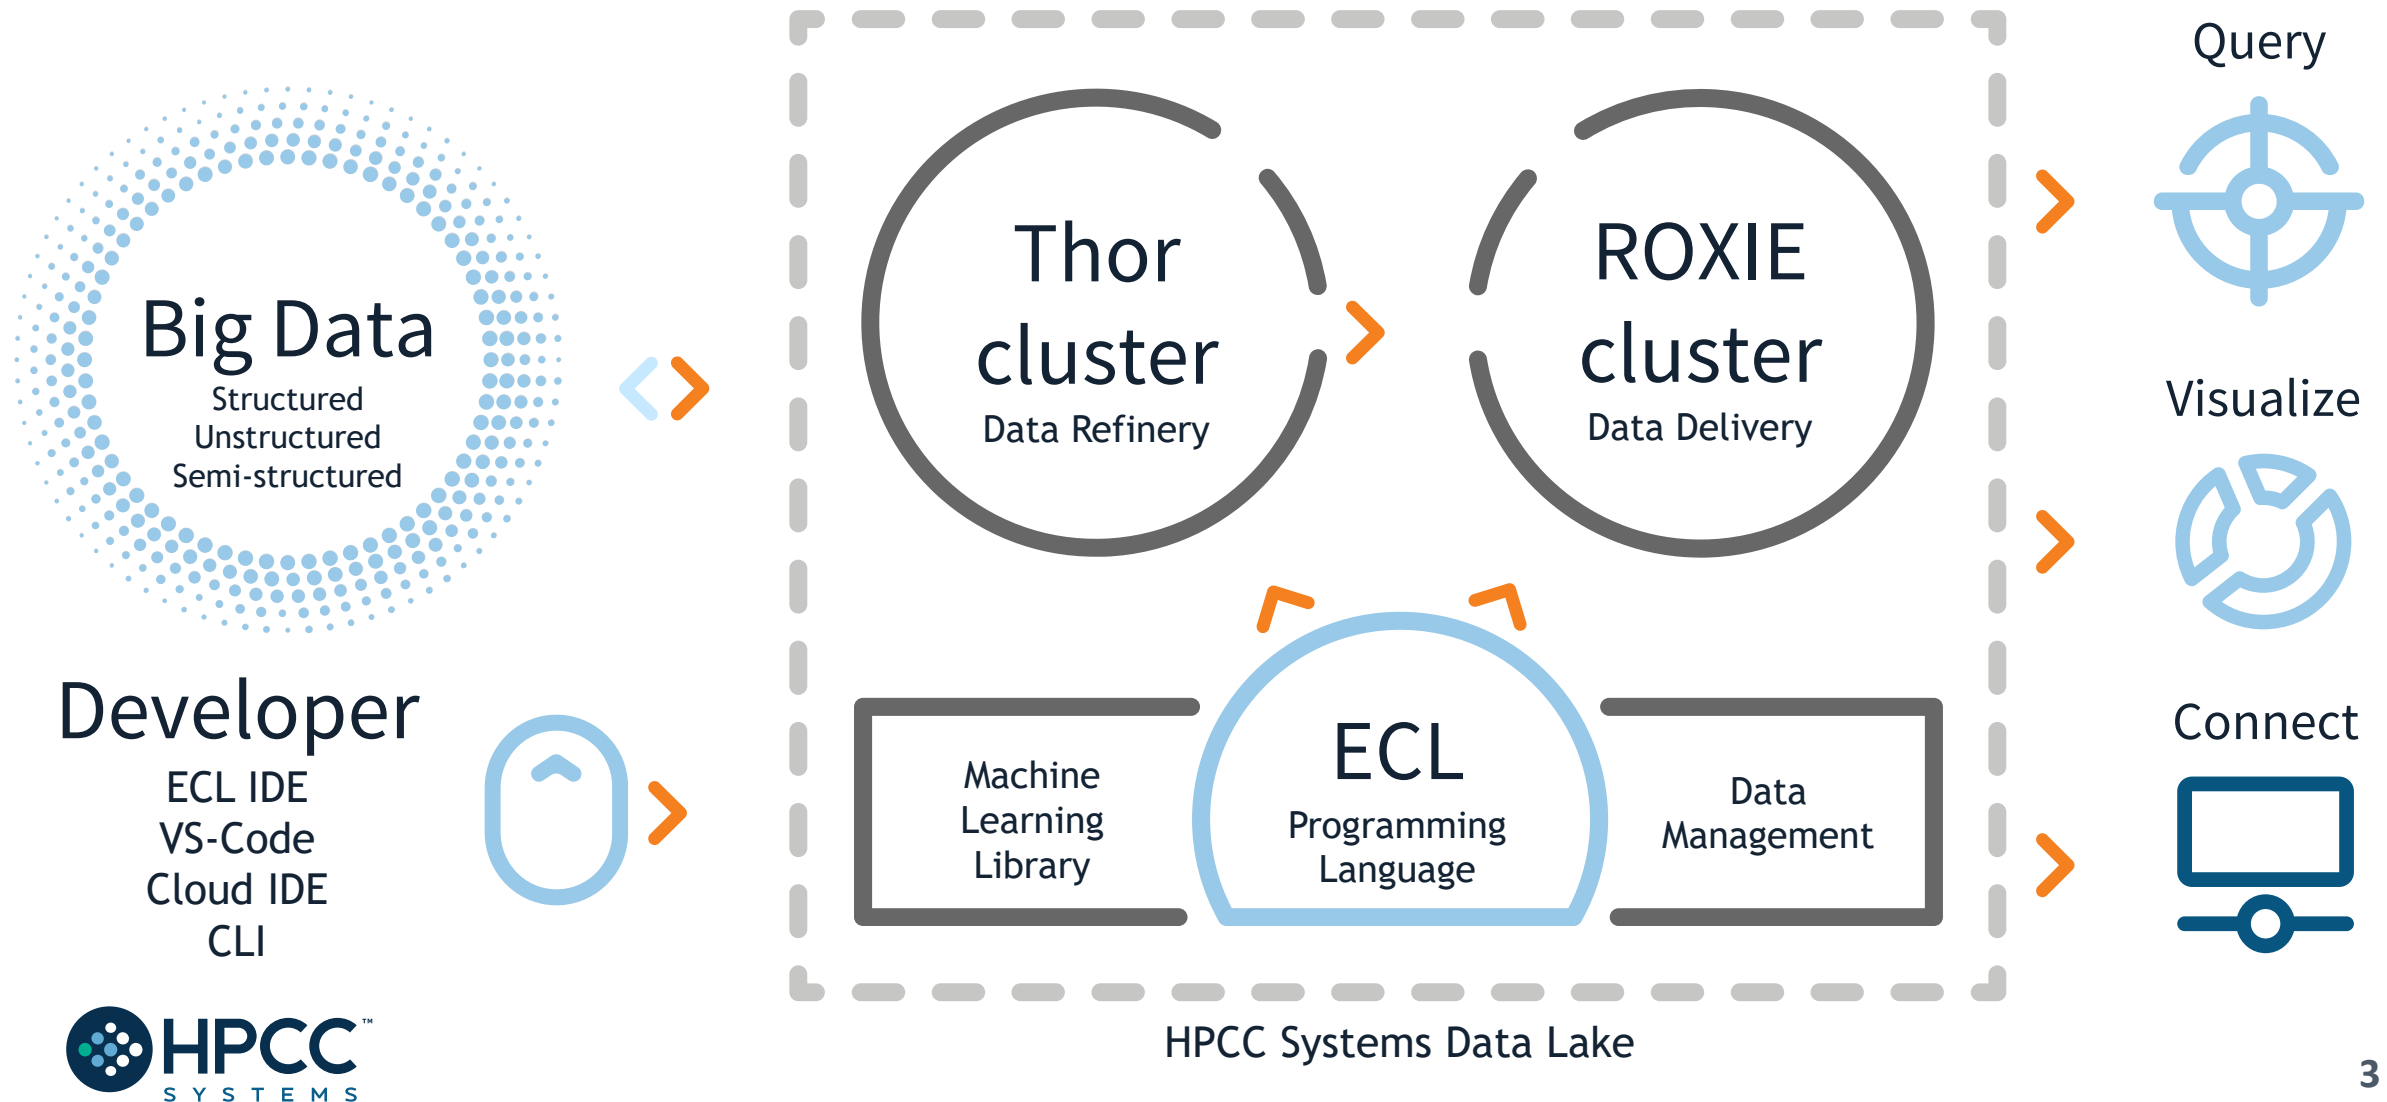 Big Data
Structured
Unstructured
Semi-structured
Developer
ECL IDE
VS-Code
Cloud IDE
CLI
HPCC™
SYSTEMS
Thor
cluster
Data Refinery
ROXIE
cluster
Data Delivery
Machine
Learning
Library
ECL
Programming
Language
Data
Management
HPCC Systems Data Lake
Query
Visualize
Connect
3